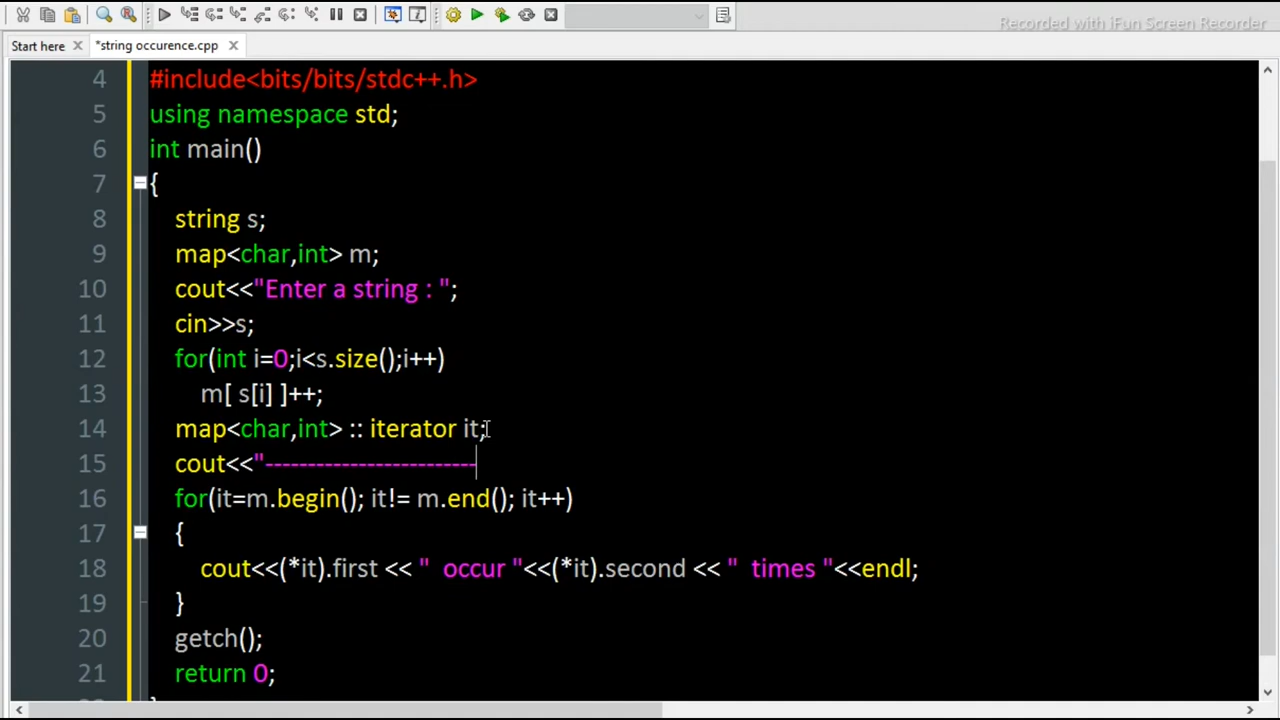 Recorded with iFun Screen Recorder
Start here
*string occurence.cpp
4 #include<bits/bits/stdc++.h>
5 using namespace std;
6 int main()
7 {
8 string s;
9 map<char,int> m;
10 cout<<"Enter a string : ";
11 cin>>s;
12 for(int i=0;i<s.size();i++)
13 m[ s[i] ]++;
14 map<char,int> :: iterator it;
15 cout<<"-------------------------
16 for(it=m.begin(); it!= m.end(); it++)
17 {
18 cout<<(*it).first << "  occur "<<(*it).second << "  times "<<endl;
19 }
20 getch();
21 return 0;